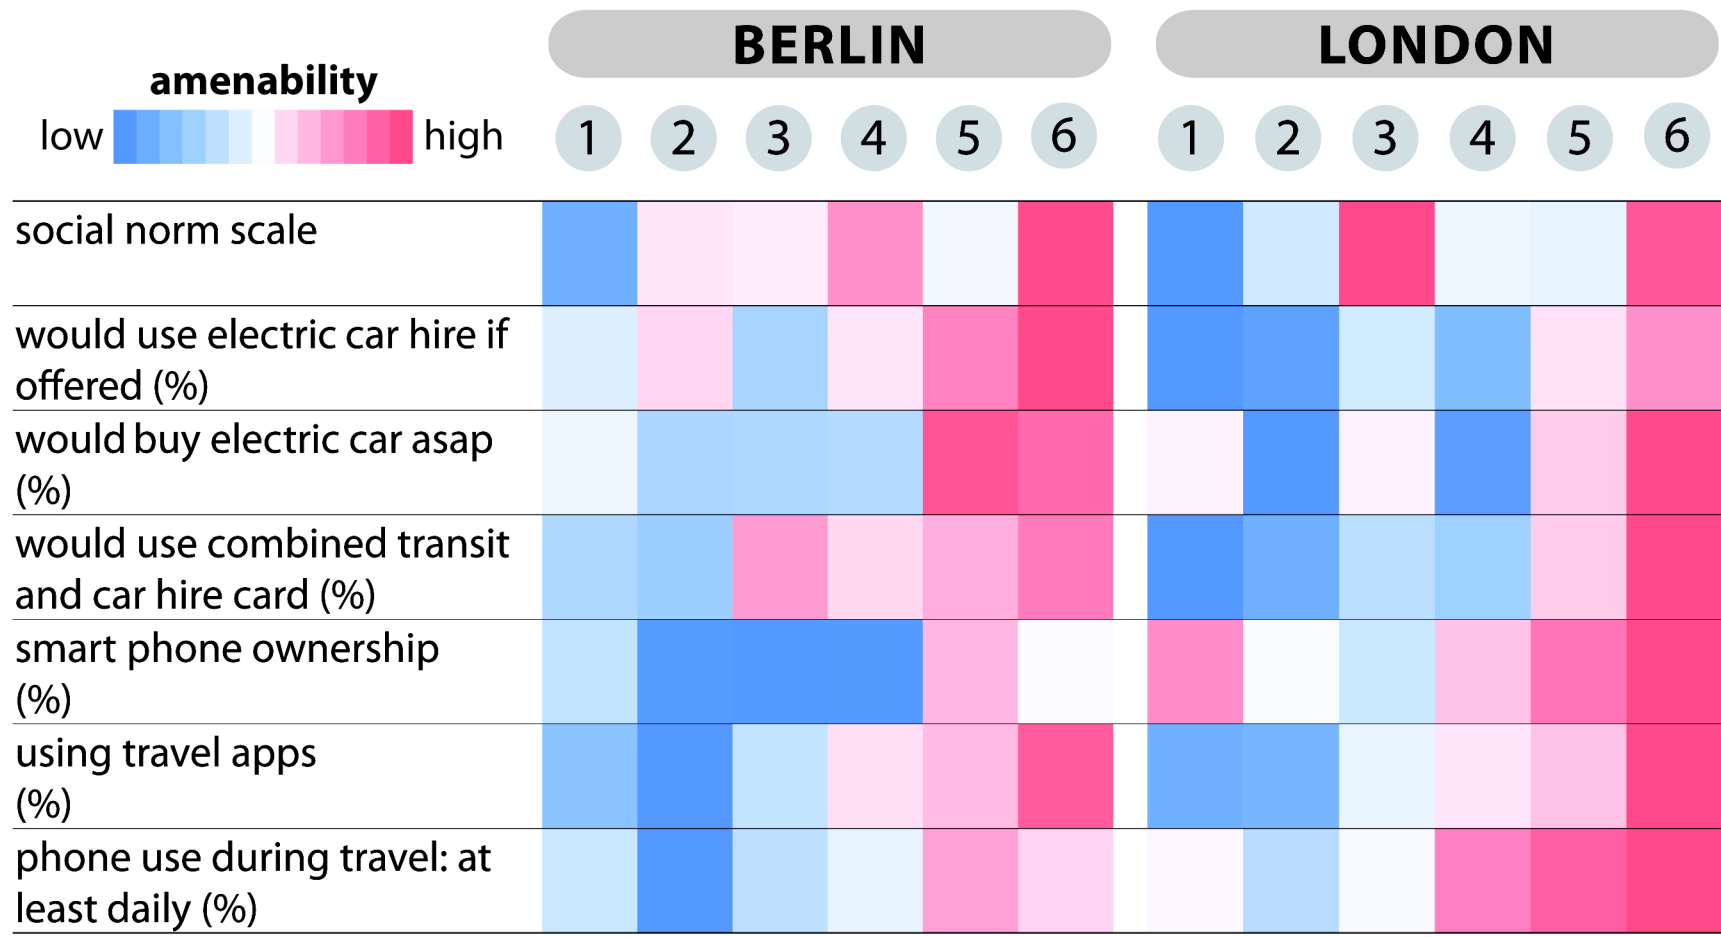 BERLIN LONDON
amenability
low high
1 2 3 4 5 6 1 2 3 4 5 6
social norm scale
would use electric car hire if
offered (%)
would buy electric car asap
(%)
would use combined transit
and car hire card (%)
smart phone ownership
(%)
using travel apps
(%)
phone use during travel: at
least daily (%)